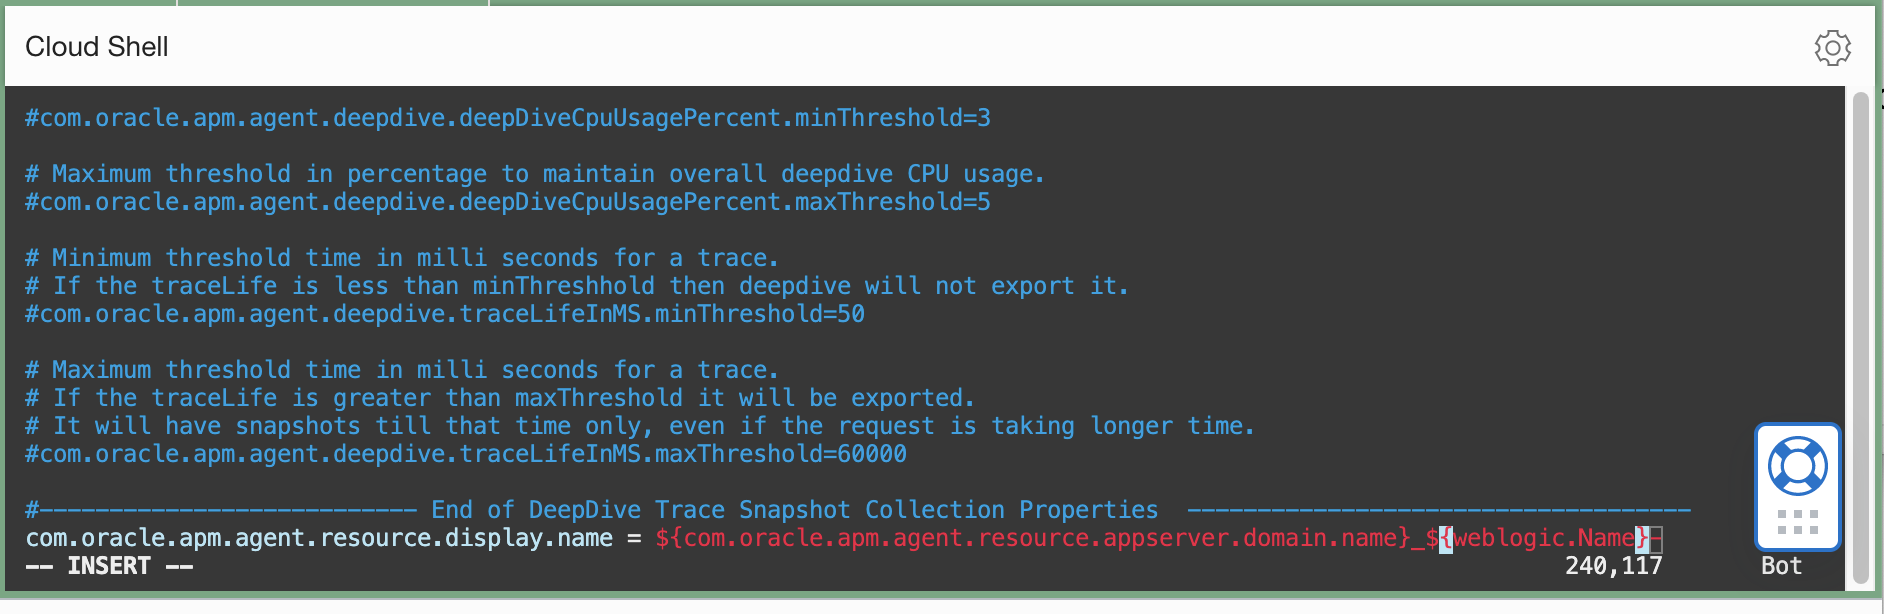 Cloud Shell
#com.oracle.apm.agent.deepdive.deepDiveCpuUsagePercent.minThreshold=3
# Maximum threshold in percentage to maintain overall deepdive CPU usage.
#com.oracle.apm.agent.deepdive.deepDiveCpuUsagePercent.maxThreshold=5
# Minimum threshold time in milli seconds for a trace.
# If the traceLife is less than minThreshhold then deepdive will not export it.
#com.oracle.apm.agent.deepdive.traceLifeInMS.minThreshold=50
# Maximum threshold time in milli seconds for a trace.
# If the traceLife is greater than maxThreshold it will be exported.
# It will have snapshots till that time only, even if the request is taking longer time.
#com.oracle.apm.agent.deepdive.traceLifeInMS.maxThreshold=60000
#--------------------------- End of DeepDive Trace Snapshot Collection Properties  ------------------------------------
com.oracle.apm.agent.resource.display.name = ${com.oracle.apm.agent.resource.appserver.domain.name}_${weblogic.Name}-
-- INSERT -- 240,117 Bot